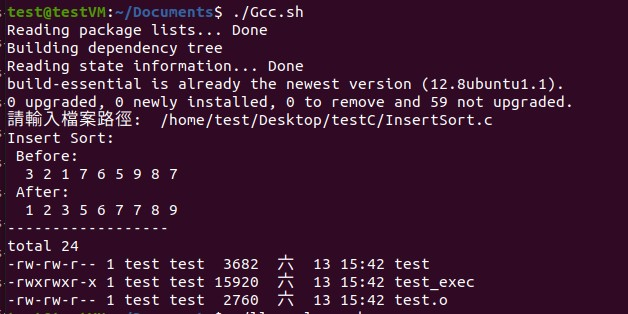 test@testVM:~/Documents$ ./Gcc.sh
Reading package lists... Done
Building dependency tree
Reading state information... Done
build-essential is already the newest version (12.8ubuntu1.1).
0 upgraded, 0 newly installed, 0 to remove and 59 not upgraded.
請輸入檔案路徑:  /home/test/Desktop/testC/InsertSort.c
Insert Sort:
 Before:
  3 2 1 7 6 5 9 8 7
 After:
  1 2 3 5 6 7 7 8 9
------------------
total 24
-rw-rw-r-- 1 test test  3682  六  13 15:42 test
-rwxrwxr-x 1 test test 15920  六  13 15:42 test_exec
-rw-rw-r-- 1 test test  2760  六  13 15:42 test.o